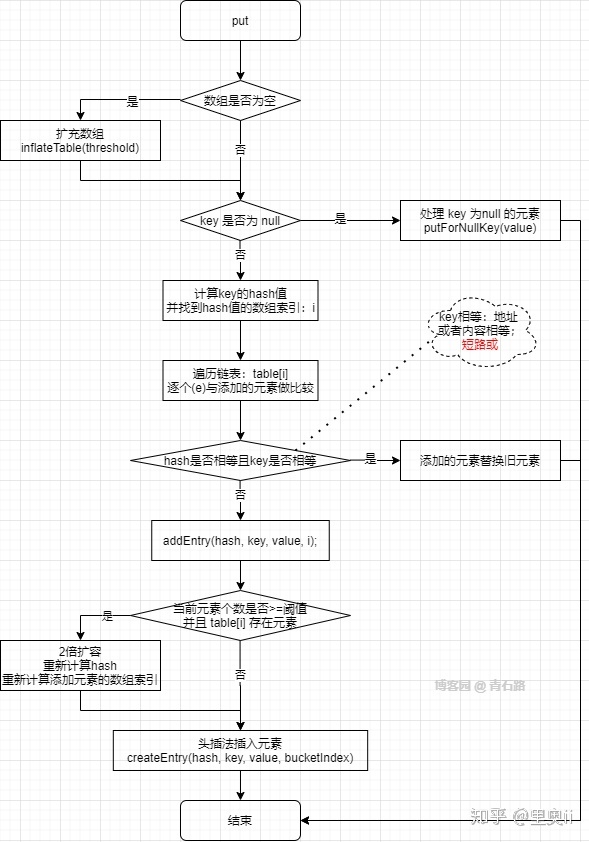 put
数组是否为空
是
扩充数组
inflateTable(threshold)
否
key 是否为 null
是
处理 key 为null 的元素
putForNullKey(value)
否
计算key的hash值
并找到hash值的数组索引：i
key相等：地址
或者内容相等；
短路或
遍历链表：table[i]
逐个(e)与添加的元素做比较
hash是否相等且key是否相等
是
添加的元素替换旧元素
否
addEntry(hash, key, value, i);
当前元素个数是否>=阈值
并且 table[i] 存在元素
是
2倍扩容
重新计算hash
重新计算添加元素的数组索引
否
博客园 @ 青石路
头插法插入元素
createEntry(hash, key, value, bucketIndex)
结束
知乎 @里奥ii